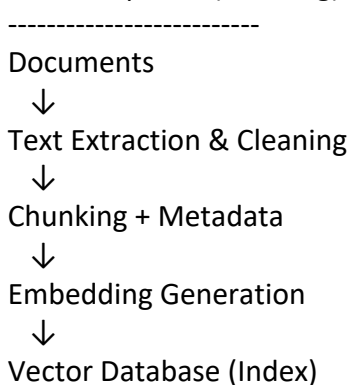 --------------------------
Documents
↓
Text Extraction & Cleaning
↓
Chunking + Metadata
↓
Embedding Generation
↓
Vector Database (Index)